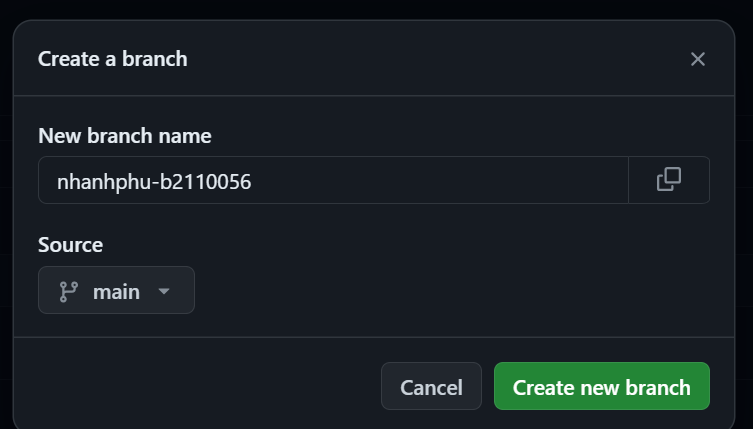 Create a branch
New branch name
nhanhphu-b2110056
Source
main
Cancel
Create new branch